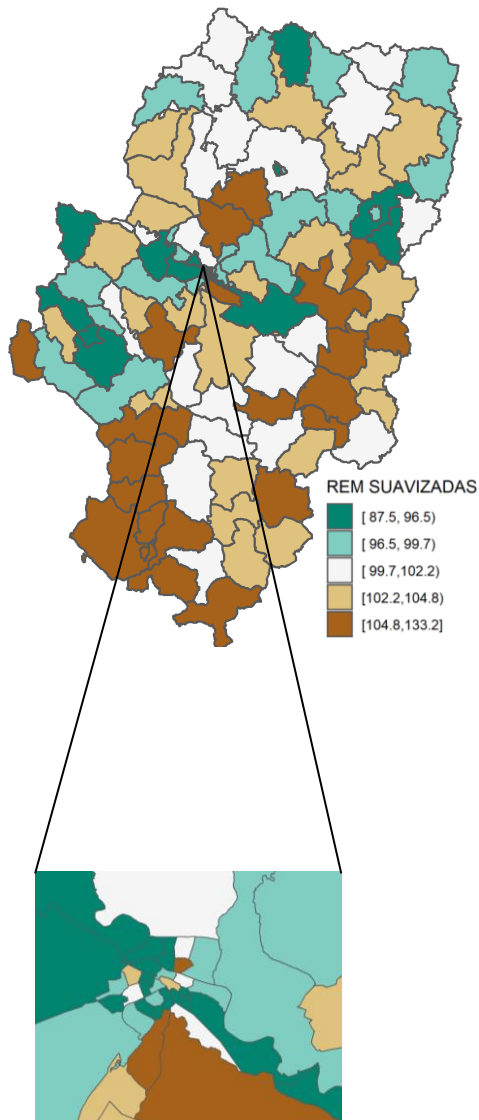 REM SUAVIZADAS
[ 87.5, 96.5)
[ 96.5, 99.7)
[ 99.7,102.2)
[102.2,104.8)
[104.8,133.2]